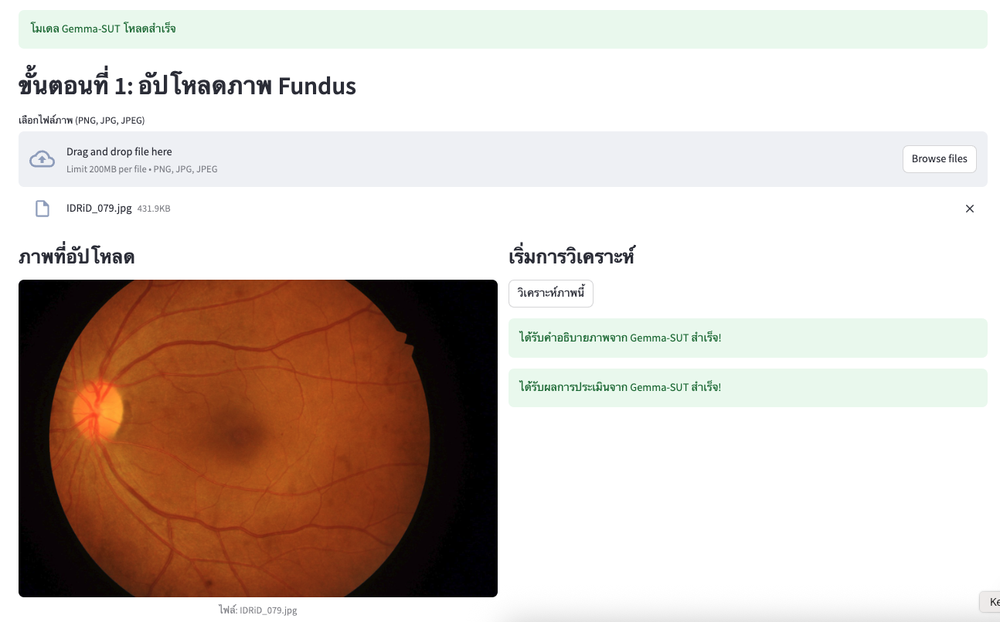 โมเดล Gemma-SUT โหลดสำเร็จ
ขั้นตอนที่ 1: อัปโหลดภาพ Fundus
เลือกไฟล์ภาพ (PNG, JPG, JPEG)
Drag and drop file here
Limit 200MB per file • PNG, JPG, JPEG
Browse files
IDRiD_079.jpg 431.9KB
ภาพที่อัปโหลด
เริ่มการวิเคราะห์
วิเคราะห์ภาพนี้
ได้รับคำอธิบายภาพจาก Gemma-SUT สำเร็จ!
ได้รับผลการประเมินจาก Gemma-SUT สำเร็จ!
ไฟล์: IDRiD_079.jpg
Ke